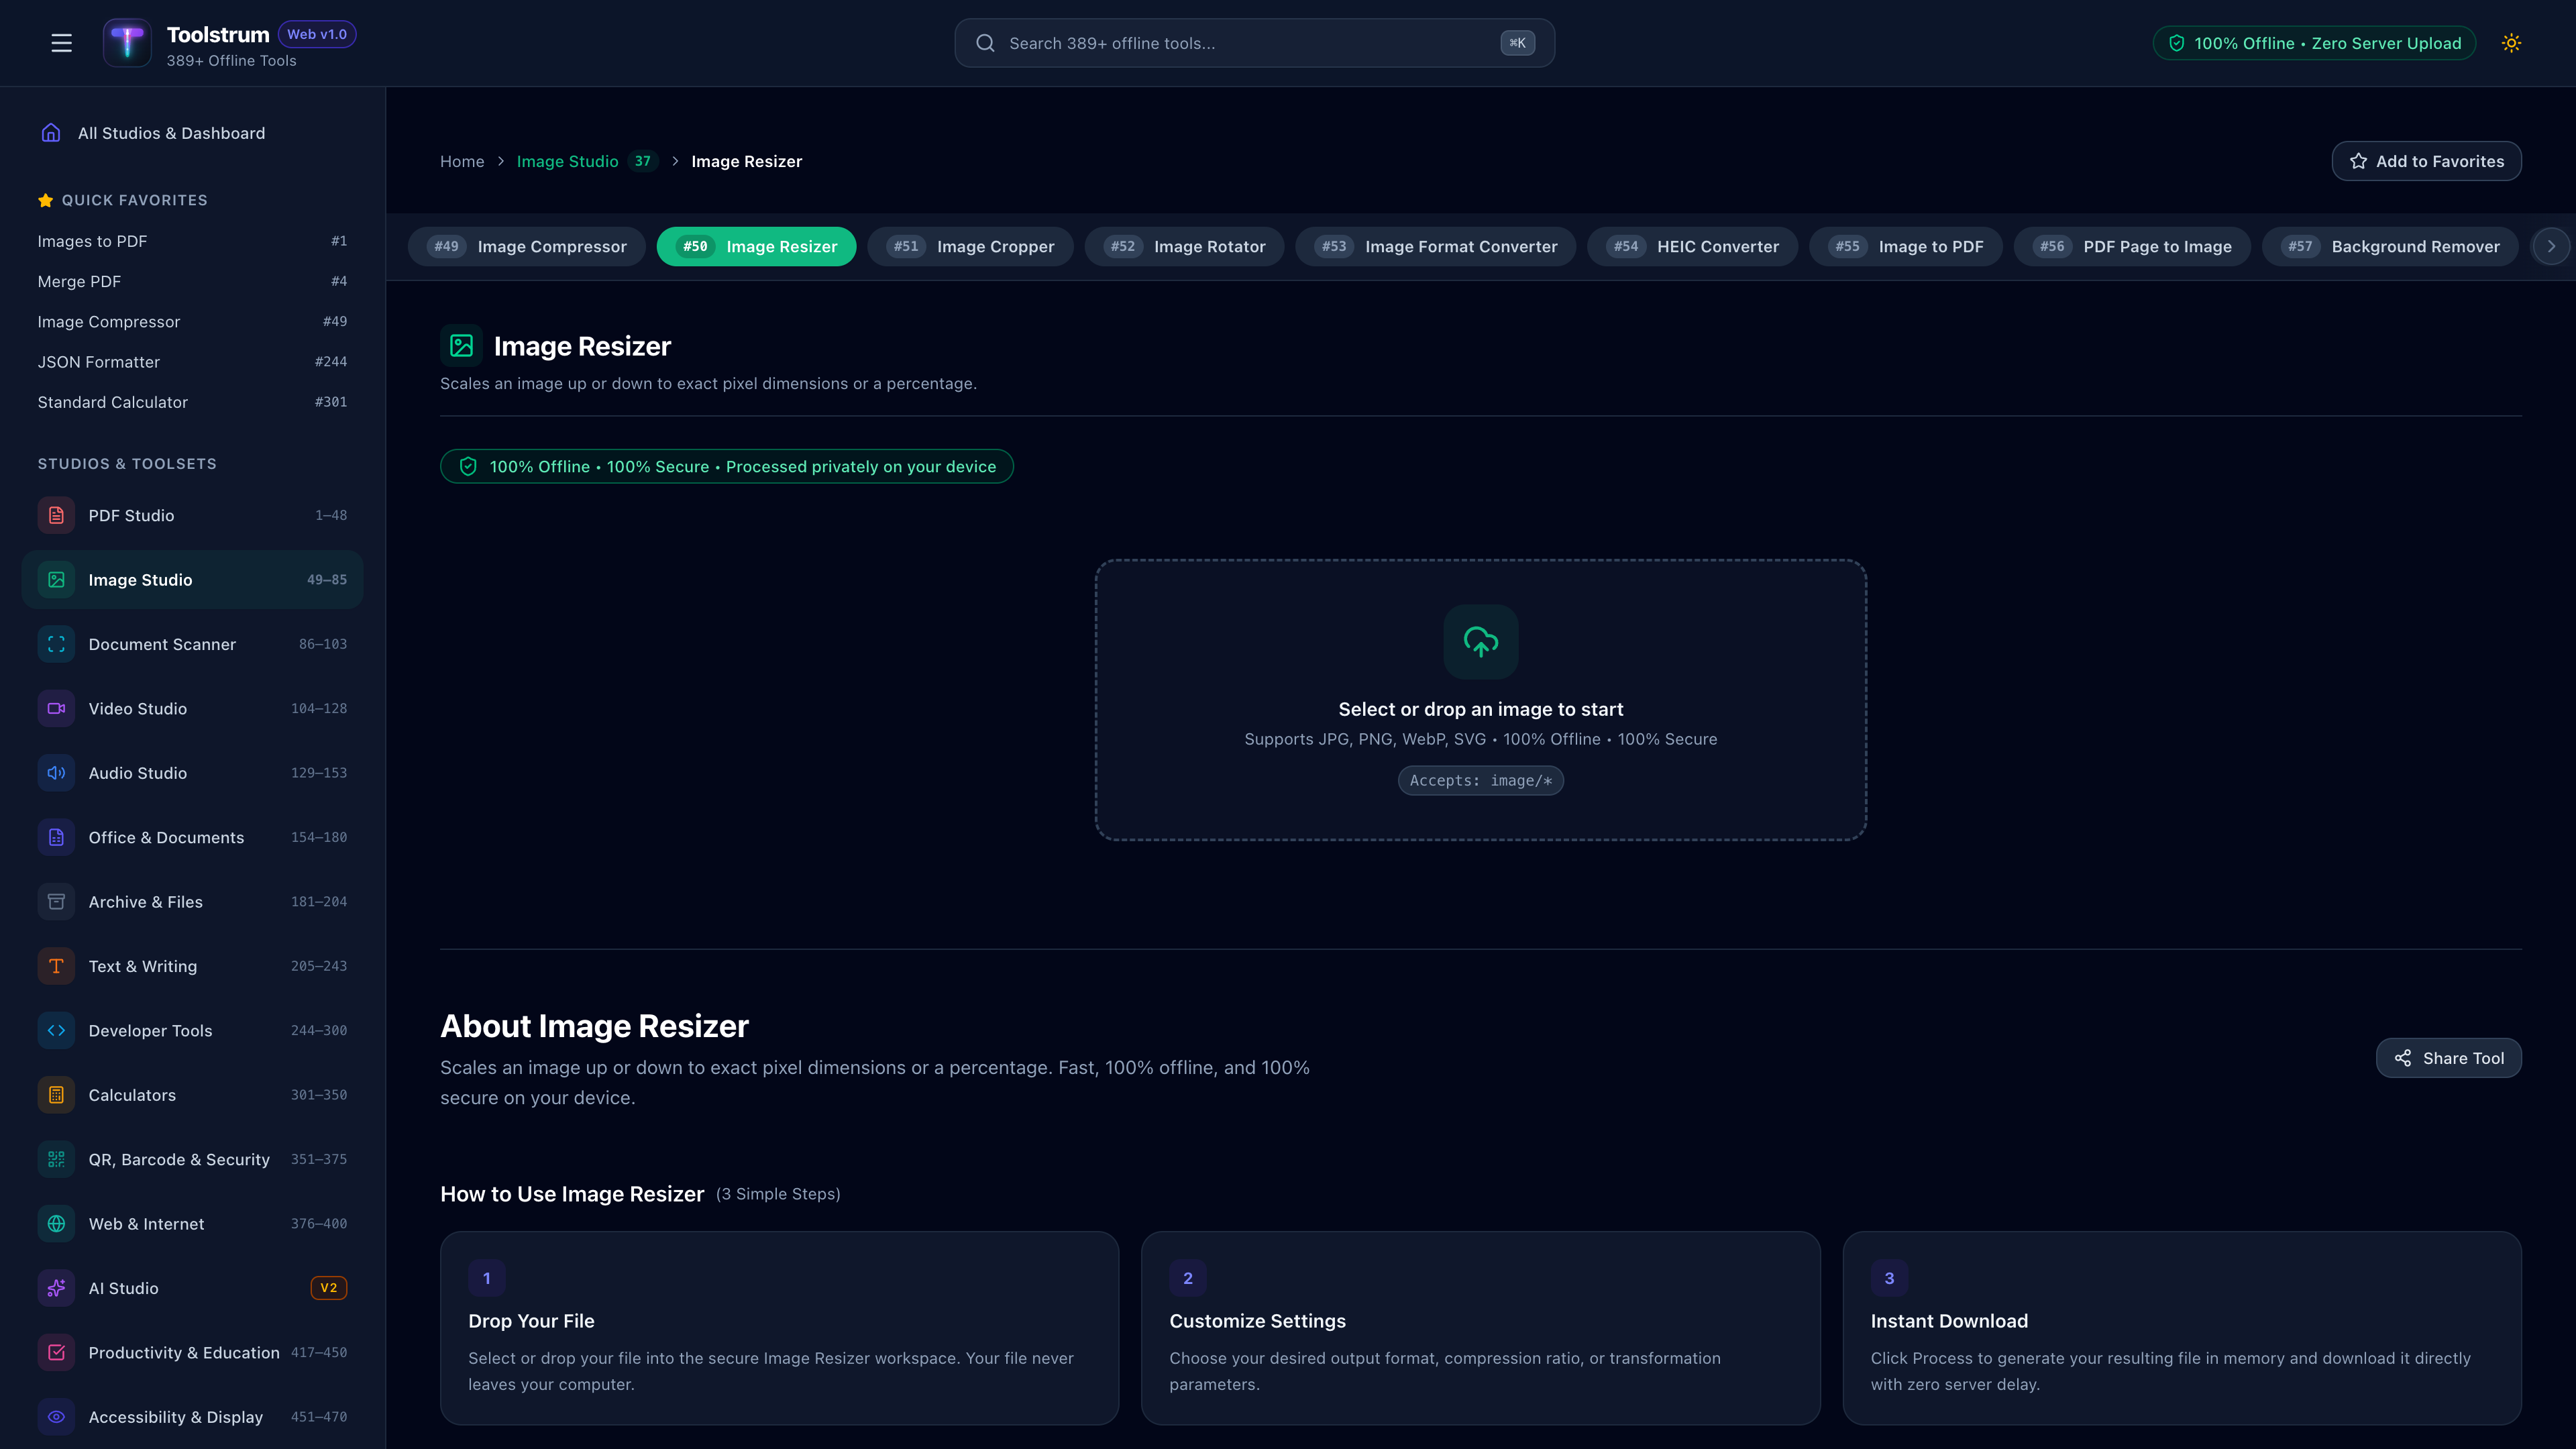 Toolstrum Web v1.0
389+ Offline Tools
Search 389+ offline tools... ⌘K
100% Offline • Zero Server Upload
All Studios & Dashboard
QUICK FAVORITES
Images to PDF #1
Merge PDF #4
Image Compressor #49
JSON Formatter #244
Standard Calculator #301
STUDIOS & TOOLSETS
PDF Studio 1–48
Image Studio 49–85
Document Scanner 86–103
Video Studio 104–128
Audio Studio 129–153
Office & Documents 154–180
Archive & Files 181–204
Text & Writing 205–243
Developer Tools 244–300
Calculators 301–350
QR, Barcode & Security 351–375
Web & Internet 376–400
AI Studio V2
Productivity & Education 417–450
Accessibility & Display 451–470
Home > Image Studio 37 > Image Resizer
Add to Favorites
#49 Image Compressor #50 Image Resizer #51 Image Cropper #52 Image Rotator #53 Image Format Converter #54 HEIC Converter #55 Image to PDF #56 PDF Page to Image #57 Background Remover
Image Resizer
Scales an image up or down to exact pixel dimensions or a percentage.
100% Offline • 100% Secure • Processed privately on your device
Select or drop an image to start
Supports JPG, PNG, WebP, SVG • 100% Offline • 100% Secure
Accepts: image/*
About Image Resizer
Scales an image up or down to exact pixel dimensions or a percentage. Fast, 100% offline, and 100%
secure on your device.
Share Tool
How to Use Image Resizer (3 Simple Steps)
1
Drop Your File
Select or drop your file into the secure Image Resizer workspace. Your file never
leaves your computer.
2
Customize Settings
Choose your desired output format, compression ratio, or transformation
parameters.
3
Instant Download
Click Process to generate your resulting file in memory and download it directly
with zero server delay.